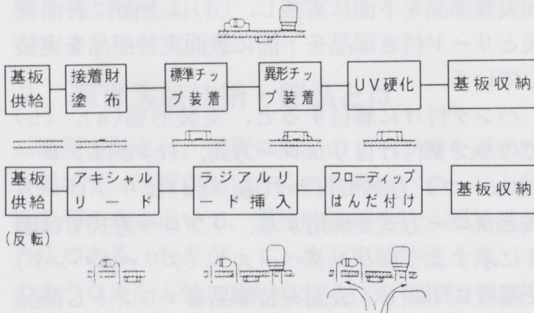 基板
供給
接着財
塗布
標準チッ
プ装着
異形チッ
プ装着
UV硬化
基板収納
基板
供給
アキシャル
リード
ラジアルリ
ード挿入
フローディップ
はんだ付け
基板収納
(反転)